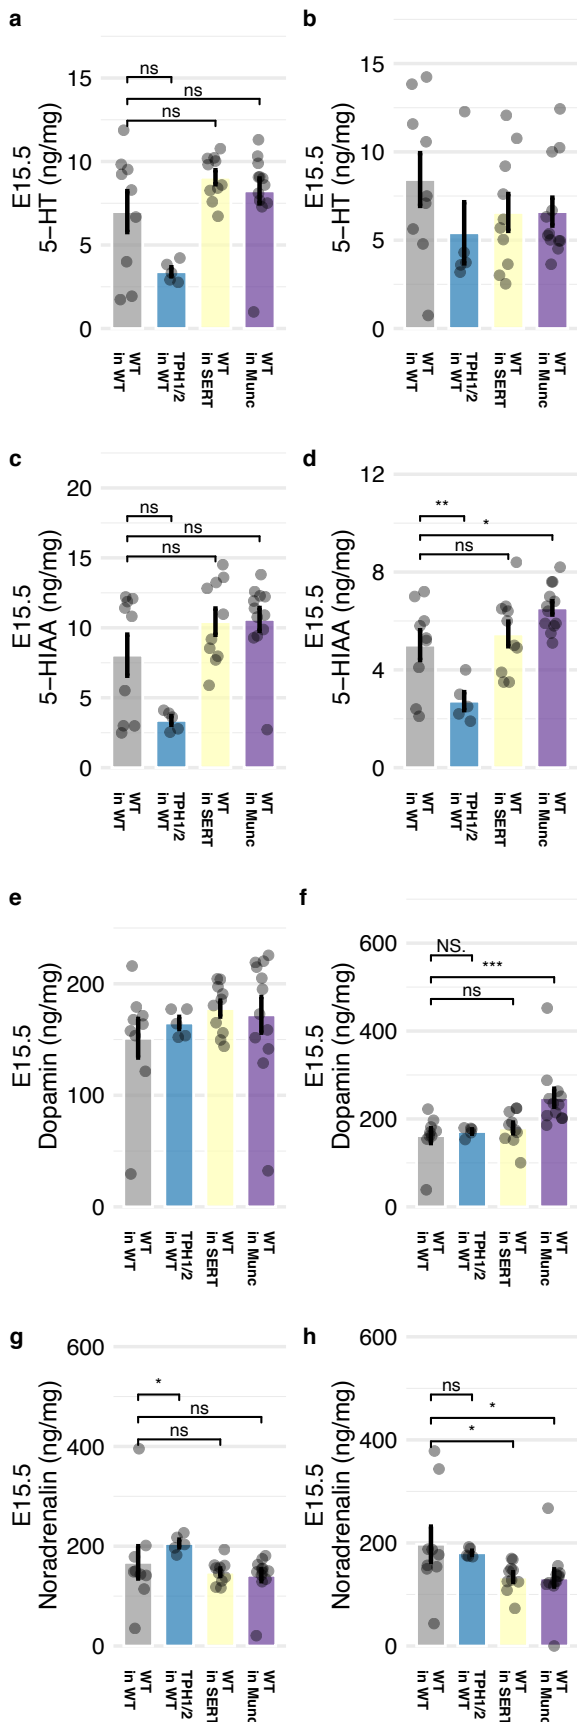 a
E15.5
5−HT (ng/mg)
15
10
5
0
ns
ns
ns
WT
in WT
TPH1/2
in WT
WT
in SERT
WT
in Munc
b
E15.5
5−HT (ng/mg)
15
10
5
0
WT
in WT
TPH1/2
in WT
WT
in SERT
WT
in Munc
c
E15.5
5−HIAA (ng/mg)
20
15
10
5
0
ns
ns
ns
WT
in WT
TPH1/2
in WT
WT
in SERT
WT
in Munc
d
E15.5
5−HIAA (ng/mg)
12
8
4
0
**
*
ns
WT
in WT
TPH1/2
in WT
WT
in SERT
WT
in Munc
e
E15.5
Dopamin (ng/mg)
200
100
0
WT
in WT
TPH1/2
in WT
WT
in SERT
WT
in Munc
f
E15.5
Dopamin (ng/mg)
600
400
200
0
NS.
***
ns
WT
in WT
TPH1/2
in WT
WT
in SERT
WT
in Munc
g
E15.5
Noradrenalin (ng/mg)
600
400
200
0
*
ns
ns
WT
in WT
TPH1/2
in WT
WT
in SERT
WT
in Munc
h
E15.5
Noradrenalin (ng/mg)
600
400
200
0
ns
*
*
WT
in WT
TPH1/2
in WT
WT
in SERT
WT
in Munc